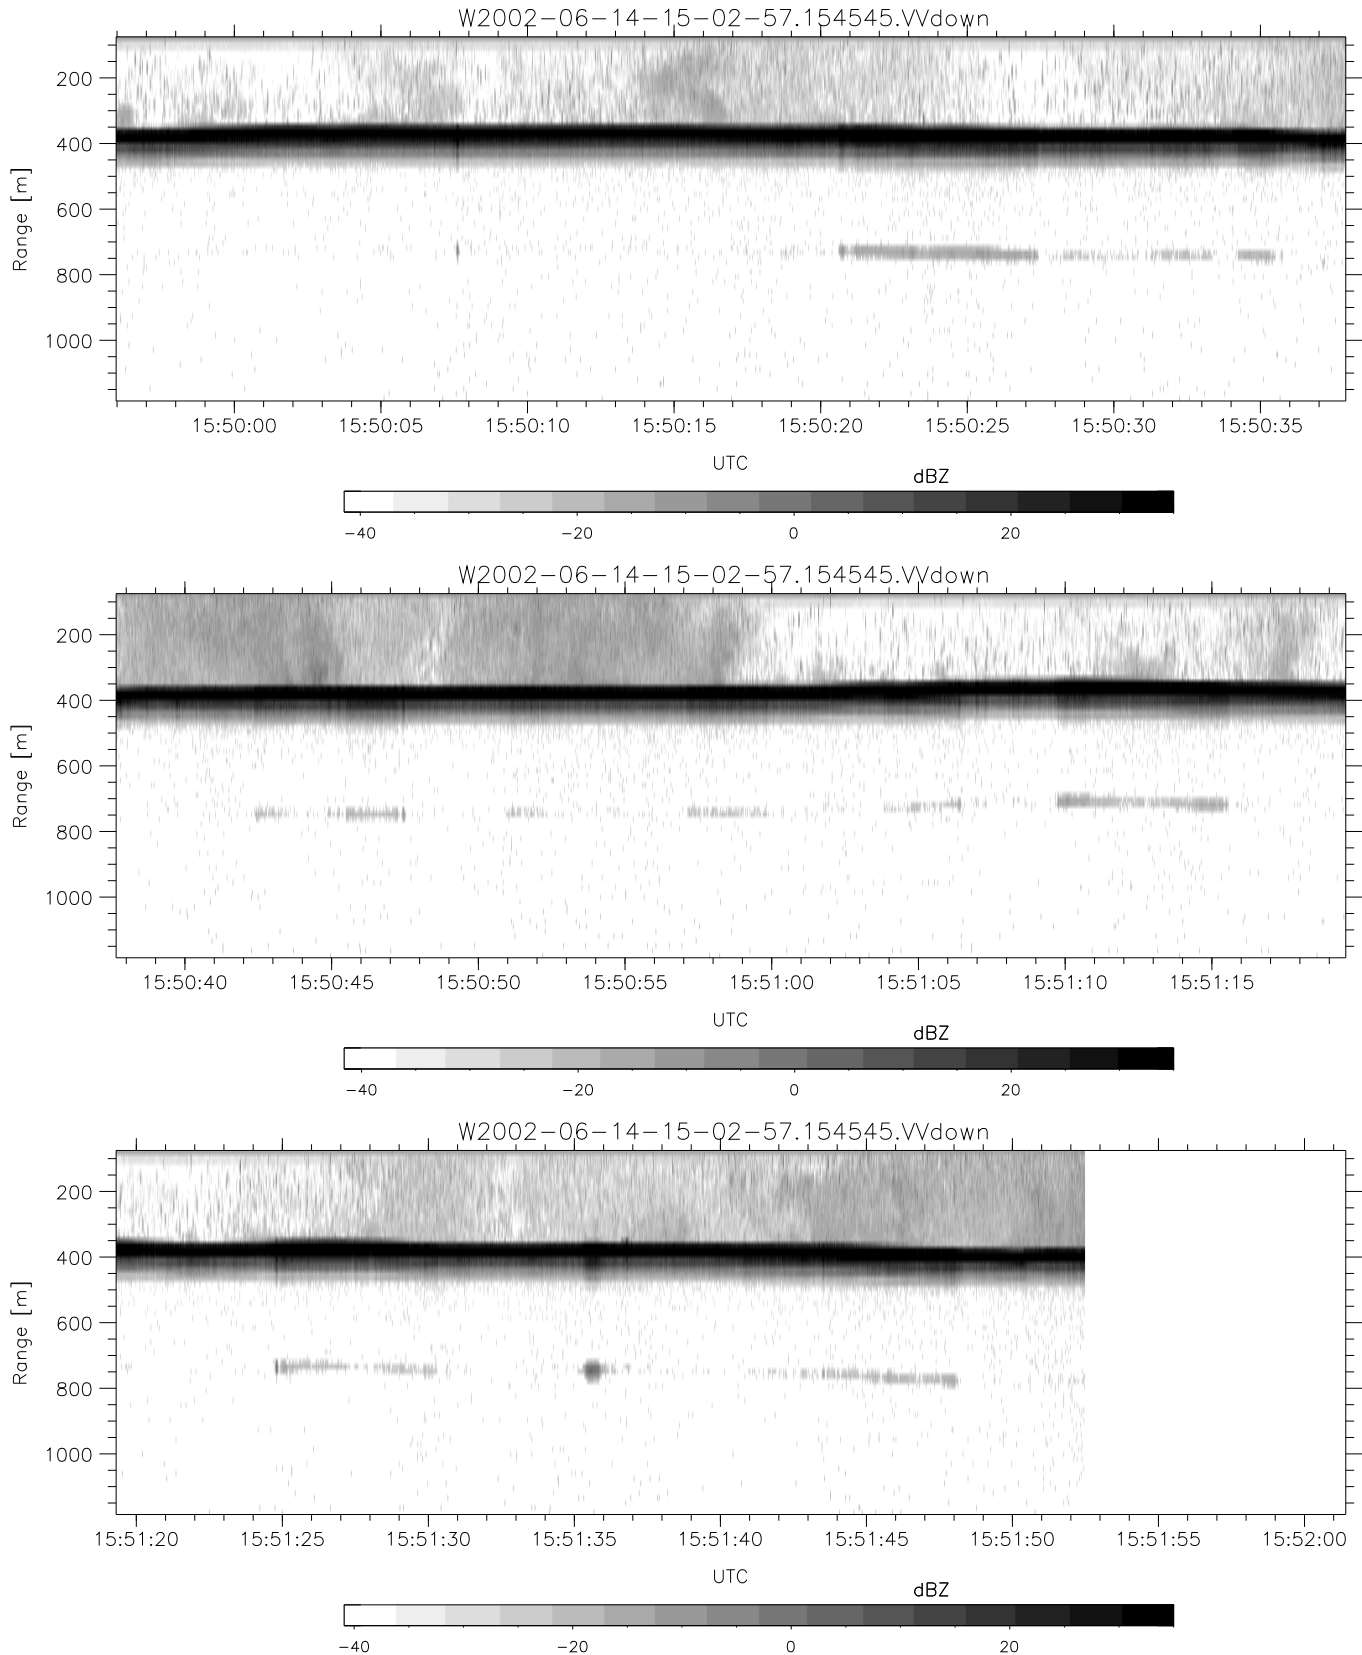 W2002-06-14-15-02-57.154545.VVdown
Range [m]
200
400
600
800
1000
15:50:00 15:50:05 15:50:10 15:50:15 15:50:20 15:50:25 15:50:30 15:50:35
UTC
dBZ
-40 -20 0 20
W2002-06-14-15-02-57.154545.VVdown
Range [m]
200
400
600
800
1000
15:50:40 15:50:45 15:50:50 15:50:55 15:51:00 15:51:05 15:51:10 15:51:15
UTC
dBZ
-40 -20 0 20
W2002-06-14-15-02-57.154545.VVdown
Range [m]
200
400
600
800
1000
15:51:20 15:51:25 15:51:30 15:51:35 15:51:40 15:51:45 15:51:50 15:51:55 15:52:00
UTC
dBZ
-40 -20 0 20